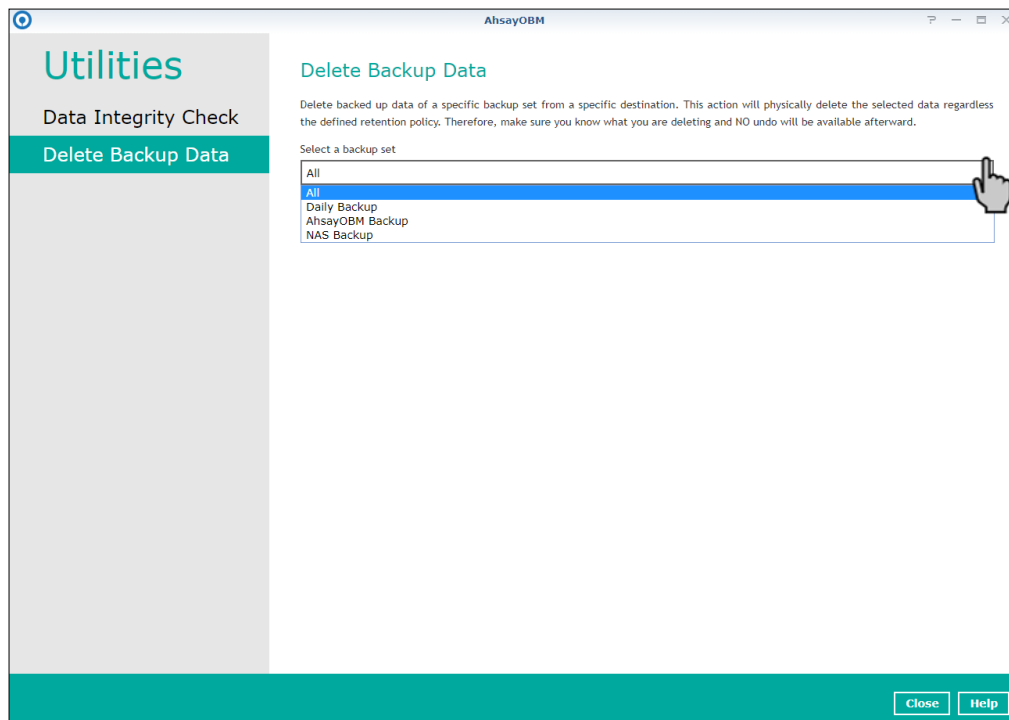 AhsayOBM
Utilities
Data Integrity Check
Delete Backup Data
Delete Backup Data
Delete backed up data of a specific backup set from a specific destination. This action will physically delete the selected data regardless
the defined retention policy. Therefore, make sure you know what you are deleting and NO undo will be available afterward.
Select a backup set
All
All
Daily Backup
AhsayOBM Backup
NAS Backup
Close
Help